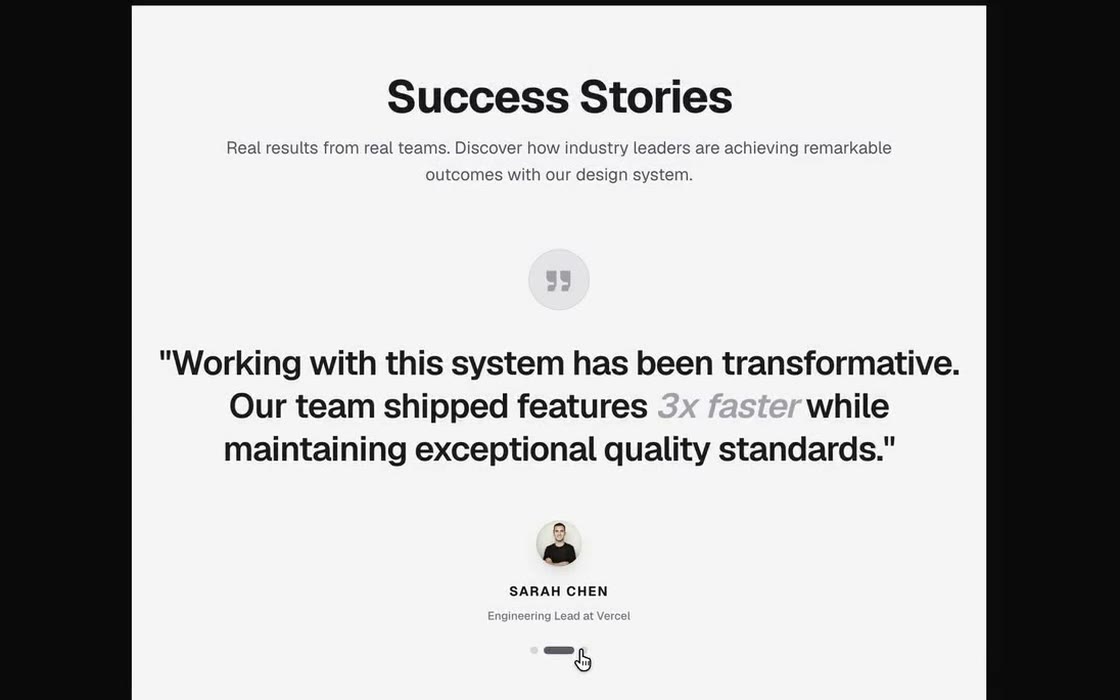 Success Stories
Real results from real teams. Discover how industry leaders are achieving remarkable
outcomes with our design system.
"Working with this system has been transformative.
Our team shipped features 3x faster while
maintaining exceptional quality standards."
SARAH CHEN
Engineering Lead at Vercel